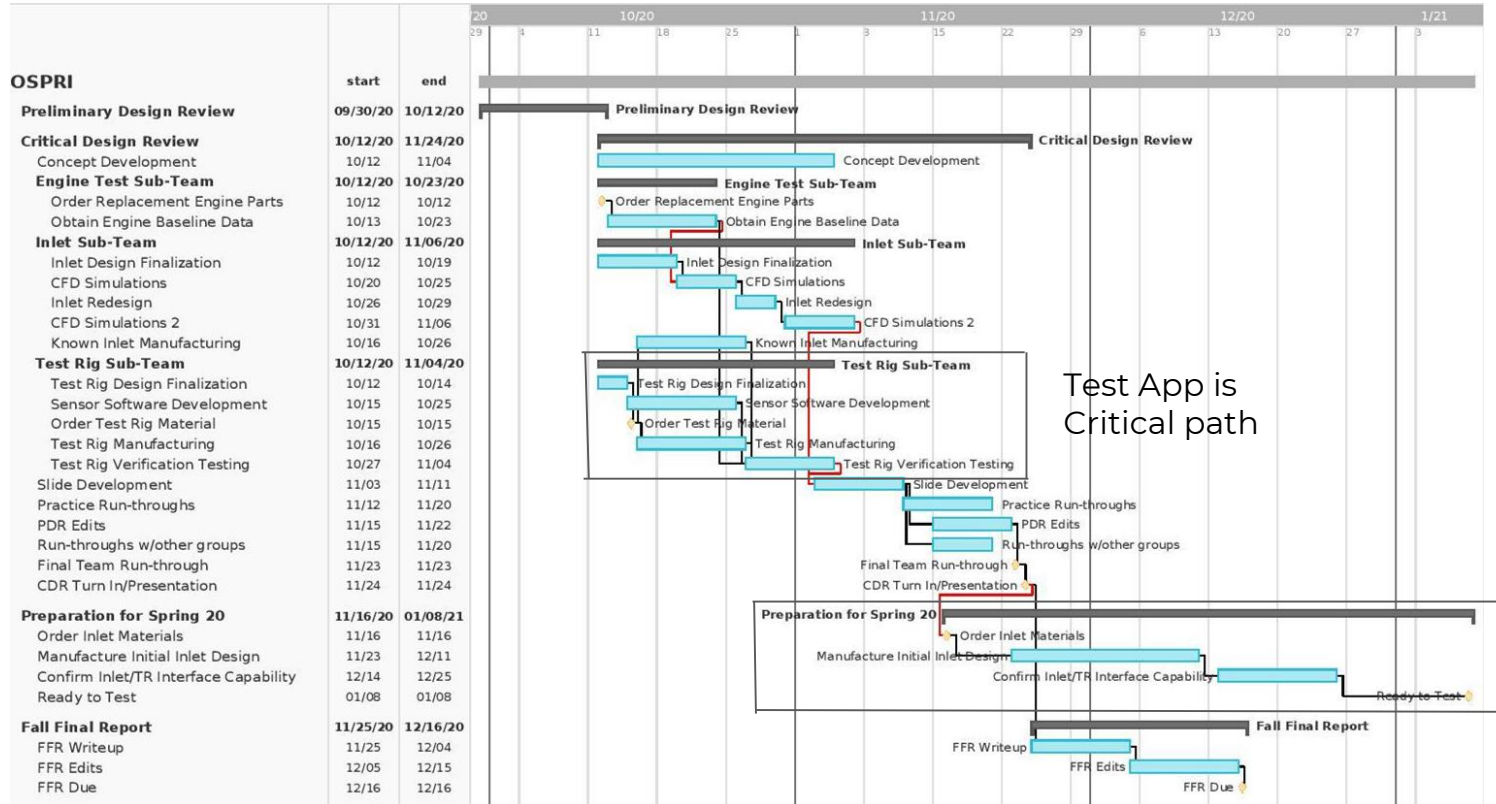 /20 10/20 11/20 12/20 1/21
29 4 11 18 25 1 3 15 22 29 6 13 20 27 3
OSPRI start end
Preliminary Design Review 09/30/20 10/12/20 Preliminary Design Review
Critical Design Review 10/12/20 11/24/20 Critical Design Review
Concept Development 10/12 11/04 Concept Development
Engine Test Sub-Team 10/12/20 10/23/20 Engine Test Sub-Team
Order Replacement Engine Parts 10/12 10/12 Order Replacement Engine Parts
Obtain Engine Baseline Data 10/13 10/23 Obtain Engine Baseline Data
Inlet Sub-Team 10/12/20 11/06/20 Inlet Sub-Team
Inlet Design Finalization 10/12 10/19 Inlet Design Finalization
CFD Simulations 10/20 10/25 CFD Simulations
Inlet Redesign 10/26 10/29 Inlet Redesign
CFD Simulations 2 10/31 11/06 CFD Simulations 2
Known Inlet Manufacturing 10/16 10/26 Known Inlet Manufacturing
Test Rig Sub-Team 10/12/20 11/04/20 Test Rig Sub-Team
Test Rig Design Finalization 10/12 10/14 Test Rig Design Finalization
Sensor Software Development 10/15 10/25 Sensor Software Development
Order Test Rig Material 10/15 10/15 Order Test Rig Material
Test Rig Manufacturing 10/16 10/26 Test Rig Manufacturing
Test Rig Verification Testing 10/27 11/04 Test Rig Verification Testing
Test App is
Critical path
Slide Development 11/03 11/11 Slide Development
Practice Run-throughs 11/12 11/20 Practice Run-throughs
PDR Edits 11/15 11/22 PDR Edits
Run-throughs w/other groups 11/15 11/20 Run-throughs w/other groups
Final Team Run-through 11/23 11/23 Final Team Run-through
CDR Turn In/Presentation 11/24 11/24 CDR Turn In/Presentation
Preparation for Spring 20 11/16/20 01/08/21 Preparation for Spring 20
Order Inlet Materials 11/16 11/16 Order Inlet Materials
Manufacture Initial Inlet Design 11/23 12/11 Manufacture Initial Inlet Design
Confirm Inlet/TR Interface Capability 12/14 12/25 Confirm Inlet/TR Interface Capability
Ready to Test 01/08 01/08 Ready to Test
Fall Final Report 11/25/20 12/16/20 Fall Final Report
FFR Writeup 11/25 12/04 FFR Writeup
FFR Edits 12/05 12/15 FFR Edits
FFR Due 12/16 12/16 FFR Due